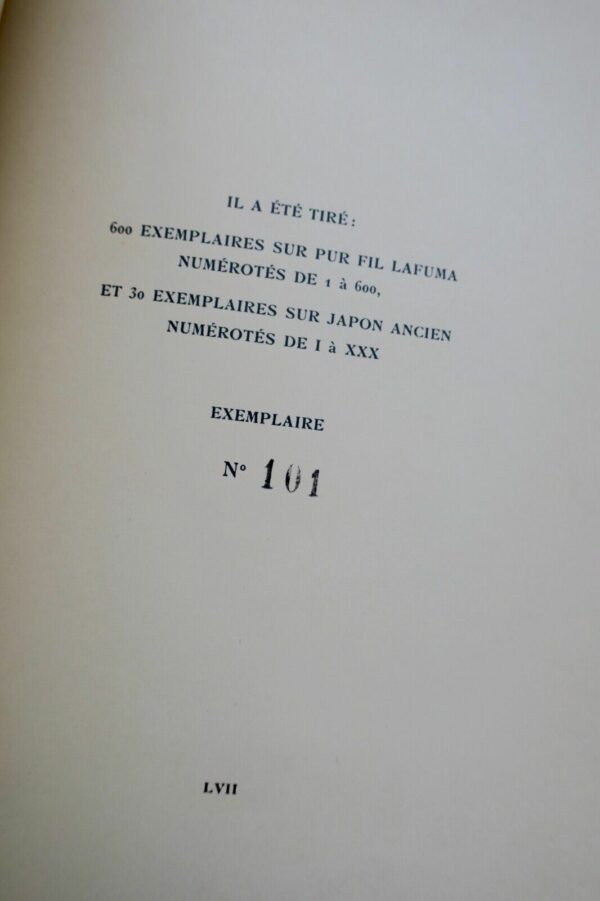 IL A ÉTÉ TIRÉ :
600 EXEMPLAIRES SUR PUR FIL LAFUMA
NUMÉROTÉS DE 1 à 600,
ET 30 EXEMPLAIRES SUR JAPON ANCIEN
NUMÉROTÉS DE I à XXX
EXEMPLAIRE
Nº 101
LVII